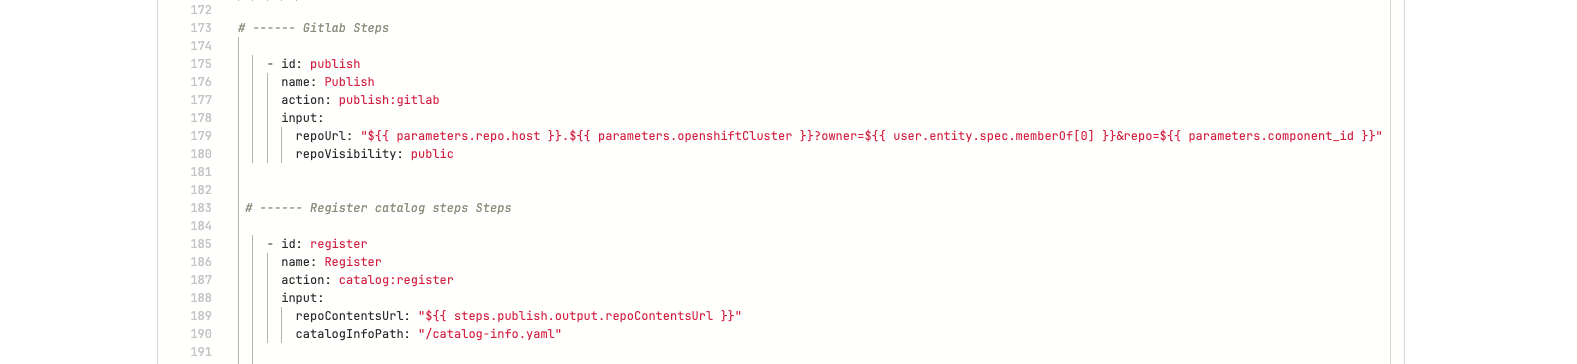 172
173 # ------ Gitlab Steps
174
175 - id: publish
176 name: Publish
177 action: publish:gitlab
178 input:
179 repoUrl: "${{ parameters.repo.host }}.${{ parameters.openshiftCluster }}?owner=${{ user.entity.spec.memberOf[0] }}&repo=${{ parameters.component_id }}"
180 repoVisibility: public
181
182
183 # ------ Register catalog steps Steps
184
185 - id: register
186 name: Register
187 action: catalog:register
188 input:
189 repoContentsUrl: "${{ steps.publish.output.repoContentsUrl }}"
190 catalogInfoPath: "/catalog-info.yaml"
191